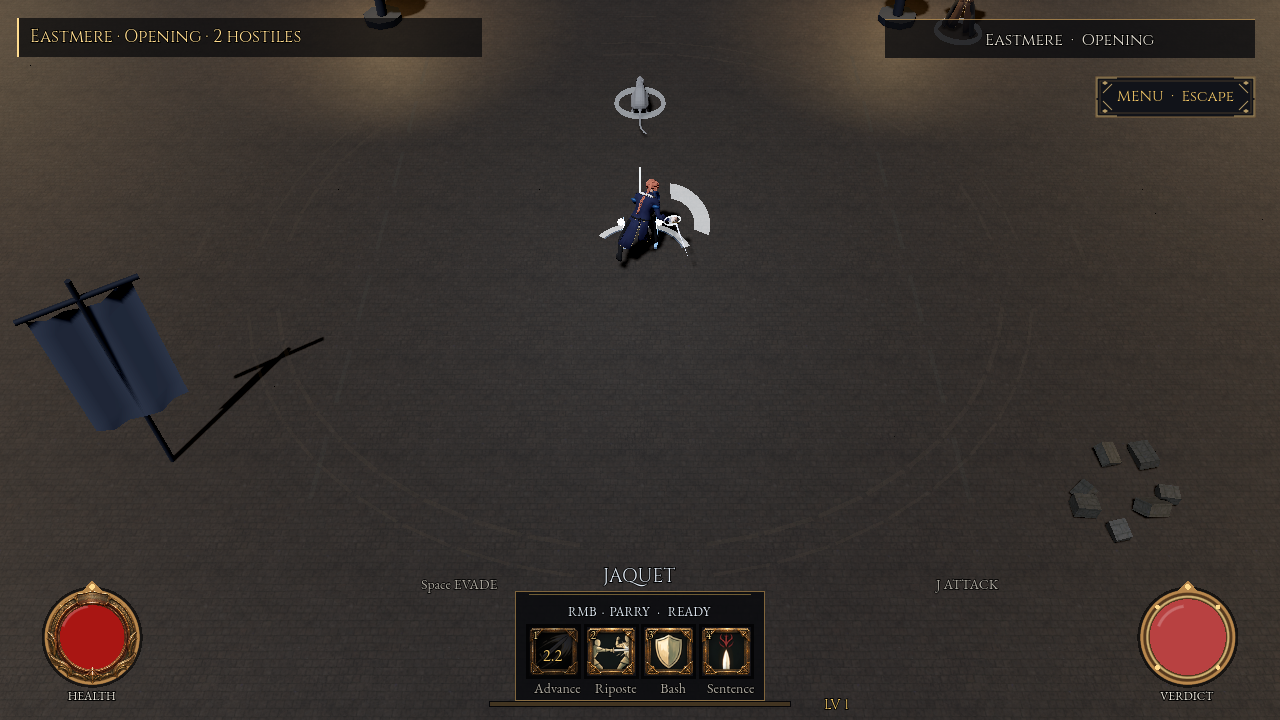 Eastmere · Opening · 2 hostiles
Eastmere · Opening
MENU · Escape
JAQUET
Space EVADE
J ATTACK
RMB · PARRY · READY
1 2 3 4
2.2
Advance Riposte Bash Sentence
HEALTH
VERDICT
LV 1